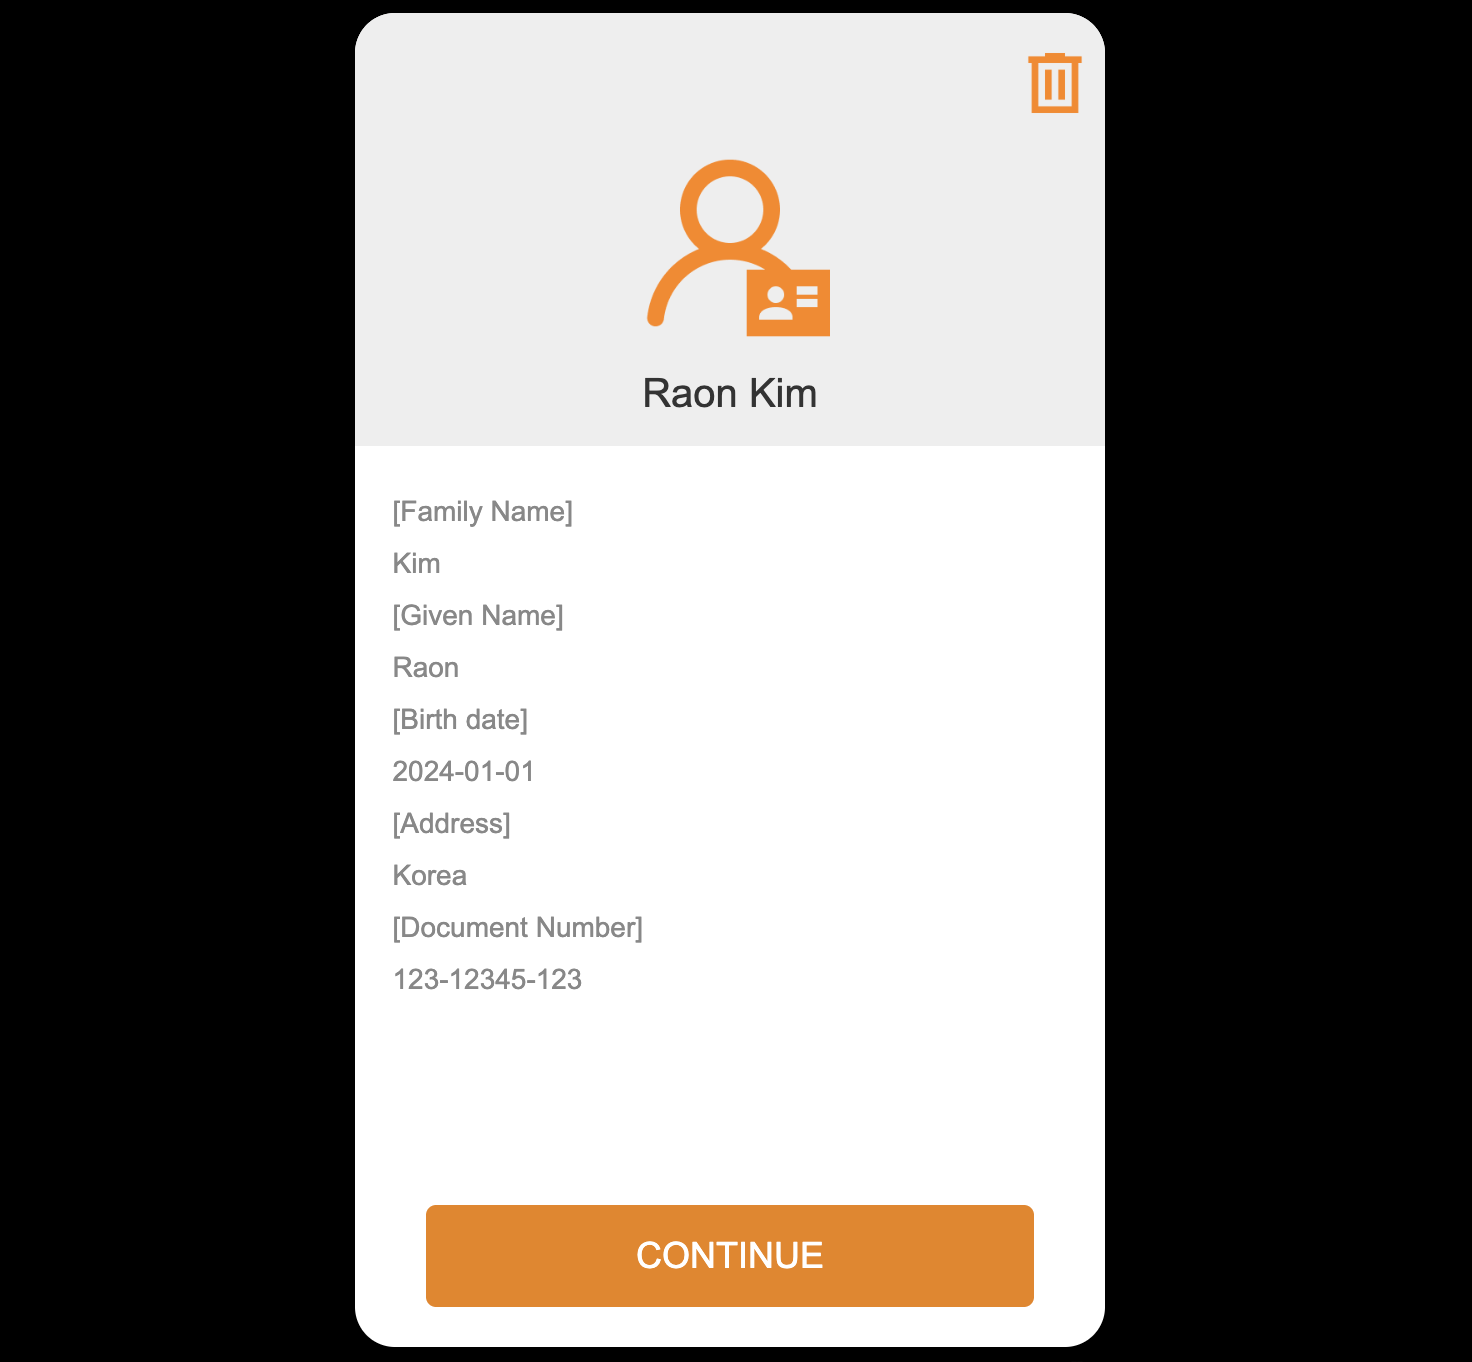 Raon Kim
[Family Name]
Kim
[Given Name]
Raon
[Birth date]
2024-01-01
[Address]
Korea
[Document Number]
123-12345-123
CONTINUE